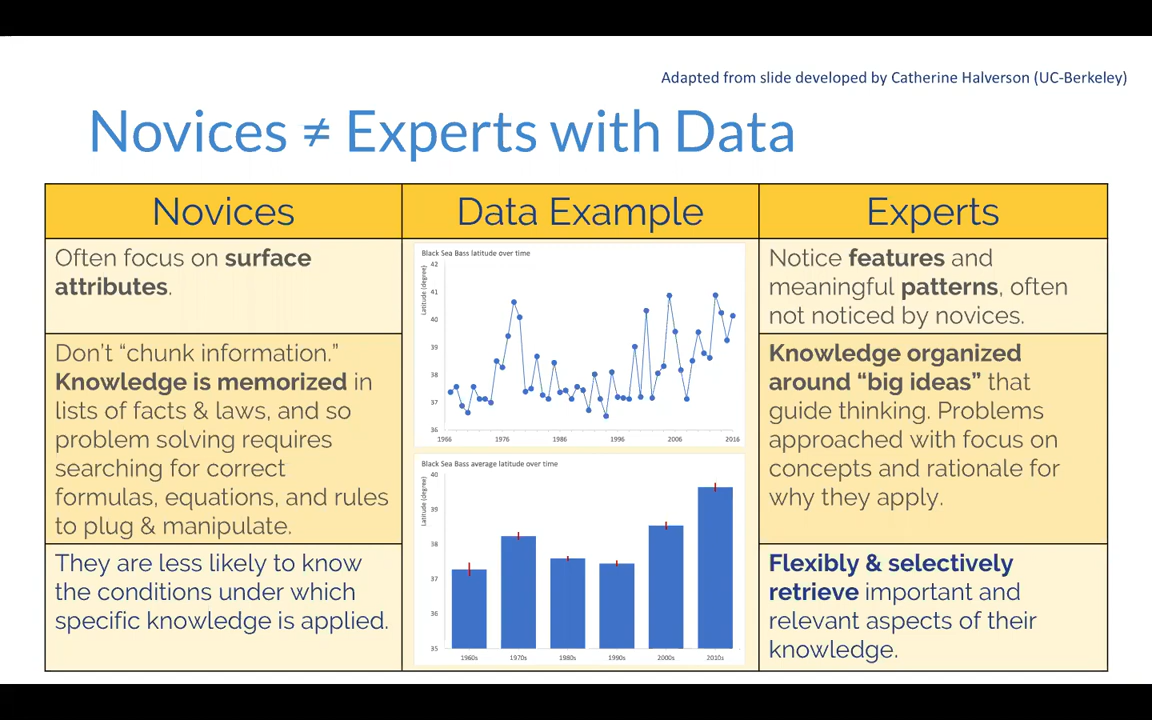 Adapted from slide developed by Catherine Halverson (UC-Berkeley)
Novices ≠ Experts with Data
Novices
Data Example
Experts
Often focus on surface
attributes.
Black Sea Bass latitude over time
Latitude (degree)
42
41
40
39
38
37
36
1966
1976
1986
1996
2006
2016
Notice features and
meaningful patterns, often
not noticed by novices.
Don't “chunk information.”
Knowledge is memorized in
lists of facts & laws, and so
problem solving requires
searching for correct
formulas, equations, and rules
to plug & manipulate.
Knowledge organized
around “big ideas” that
guide thinking. Problems
approached with focus on
concepts and rationale for
why they apply.
Black Sea Bass average latitude over time
Latitude (degree)
40
39
38
37
36
35
1960s
1970s
1980s
1990s
2000s
2010s
They are less likely to know
the conditions under which
specific knowledge is applied.
Flexibly & selectively
retrieve important and
relevant aspects of their
knowledge.